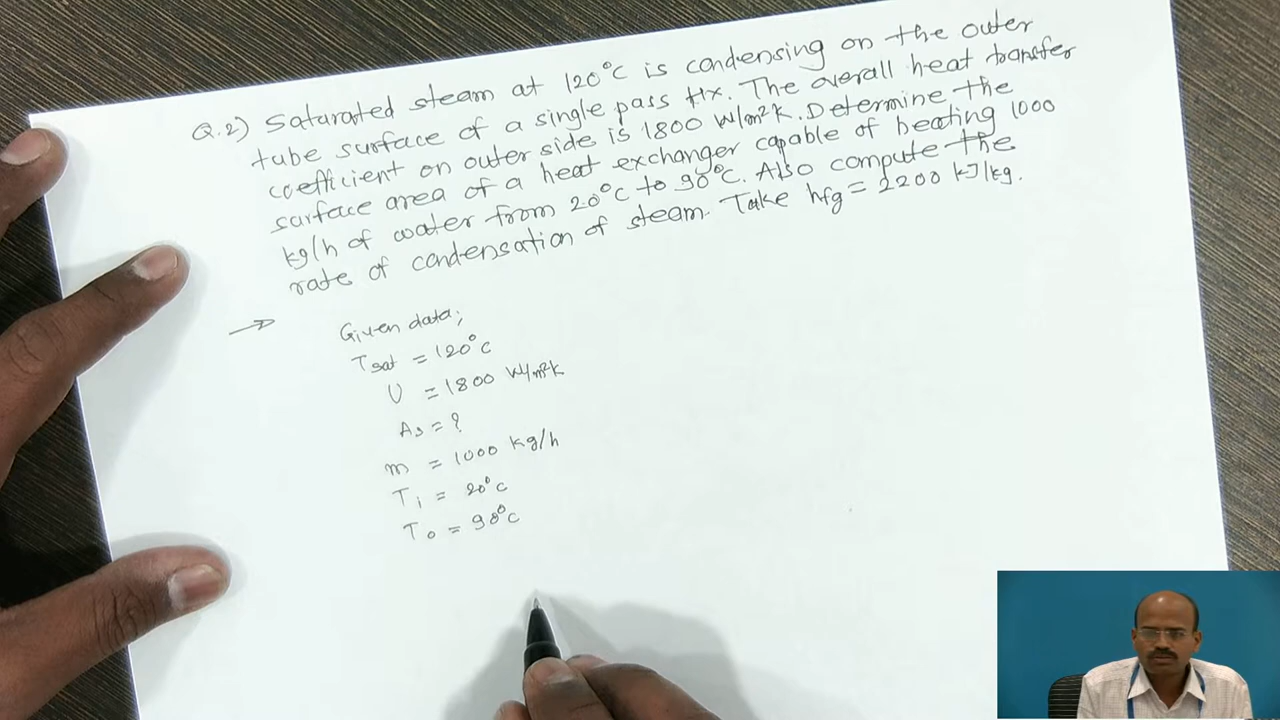 Q.2) Saturated steam at 120°C is condensing on the outer
tube surface of a single pass Hx. The overall heat transfer
coefficient on outer side is 1800 W/m²K. Determine the
surface area of a heat exchanger capable of heating 1000
kg/h of water from 20°C to 90°C. Also compute the
rate of condensation of steam. Take hfg = 2200 kJ/kg.
→ Given data;
Tsat = 120°C
U = 1800 W/m²K
As = ?
m = 1000 kg/h
Ti = 20°C
To = 90°C